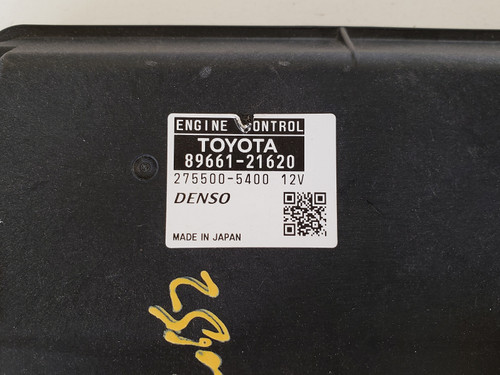 ENGINE CONTROL
TOYOTA
89661-21620
275500-5400 12V
DENSO
MADE IN JAPAN